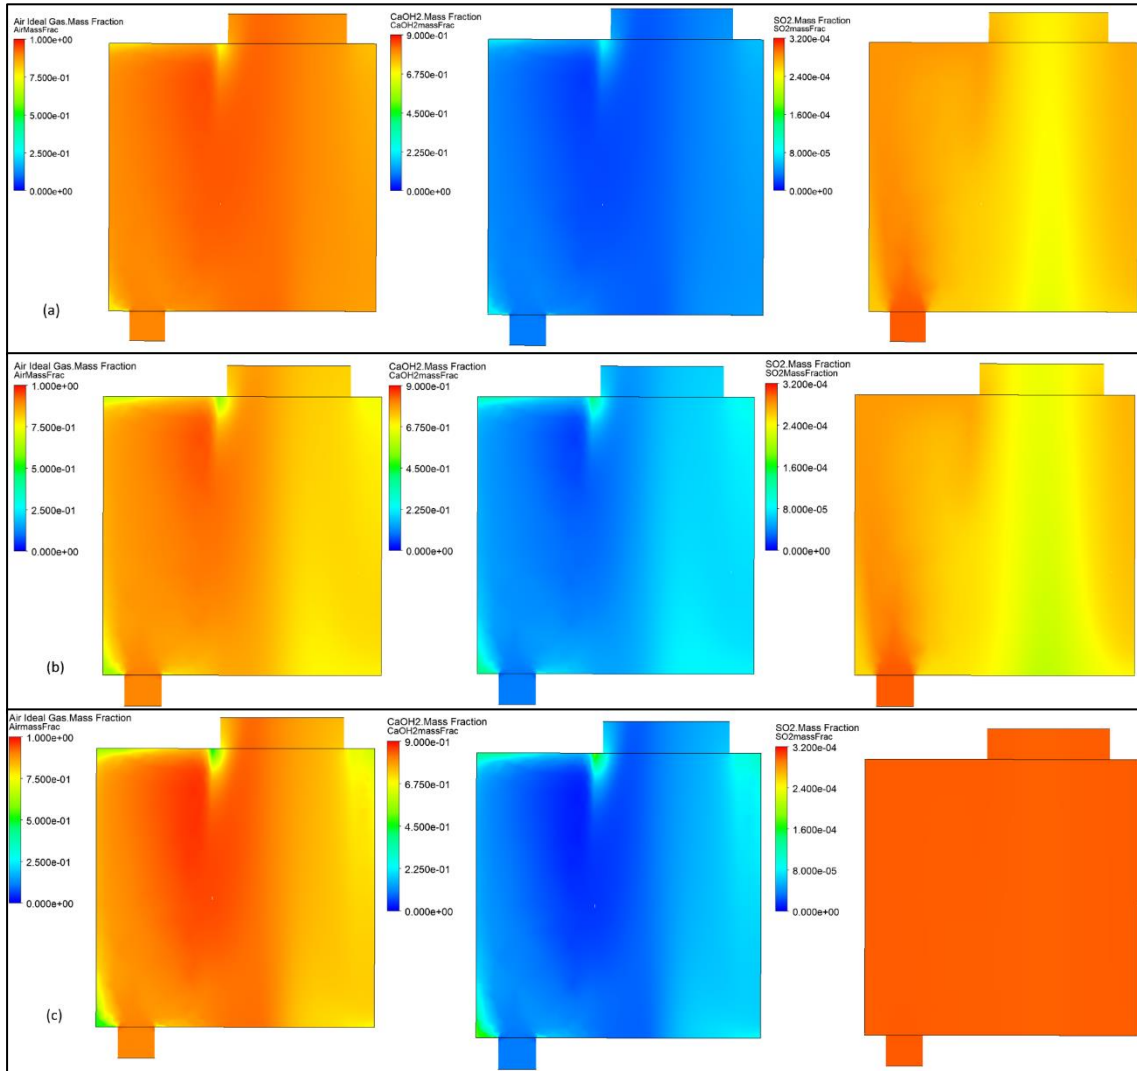 Air Ideal Gas.Mass Fraction
AirMassFrac
1.000e+00
7.500e-01
5.000e-01
2.500e-01
0.000e+00
CaOH2.Mass Fraction
CaOH2massFrac
9.000e-01
6.750e-01
4.500e-01
2.250e-01
0.000e+00
SO2.Mass Fraction
SO2massFrac
3.200e-04
2.400e-04
1.600e-04
8.000e-05
0.000e+00
(a)
Air Ideal Gas.Mass Fraction
AirMassFrac
1.000e+00
7.500e-01
5.000e-01
2.500e-01
0.000e+00
CaOH2.Mass Fraction
CaOH2massFrac
9.000e-01
6.750e-01
4.500e-01
2.250e-01
0.000e+00
SO2.Mass Fraction
SO2MassFraction
3.200e-04
2.400e-04
1.600e-04
8.000e-05
0.000e+00
(b)
Air Ideal Gas.Mass Fraction
AirmassFrac
1.000e+00
7.500e-01
5.000e-01
2.500e-01
0.000e+00
CaOH2.Mass Fraction
CaOH2massFrac
9.000e-01
6.750e-01
4.500e-01
2.250e-01
0.000e+00
SO2.Mass Fraction
SO2massFrac
3.200e-04
2.400e-04
1.600e-04
8.000e-05
0.000e+00
(c)